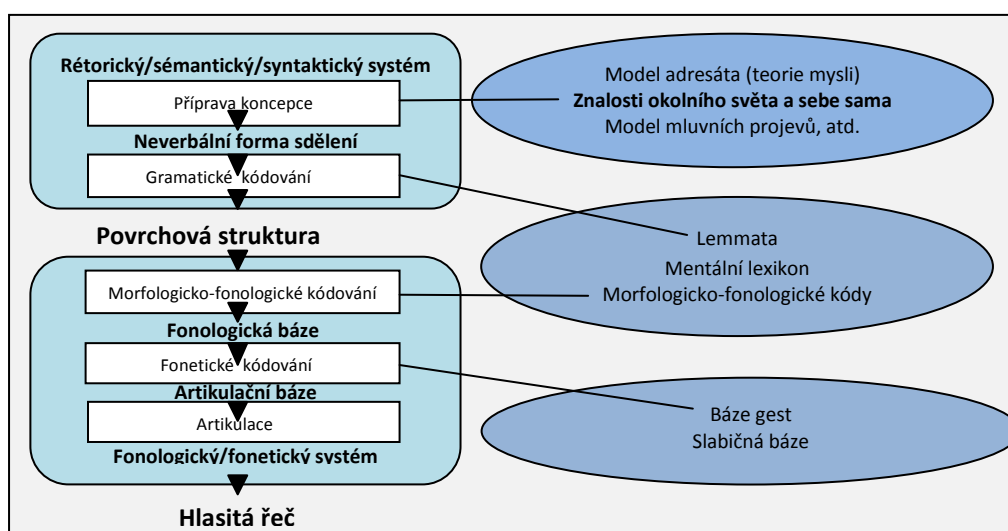 Rétorický/sémantický/syntaktický systém
Příprava koncepce
Neverbální forma sdělení
Gramatické kódování
Povrchová struktura
Morfologicko-fonologické kódování
Fonologická báze
Fonetické kódování
Artikulační báze
Artikulace
Fonologický/fonetický systém
Hlasitá řeč
Model adresáta (teorie mysli)
Znalosti okolního světa a sebe sama
Model mluvních projevů, atd.
Lemmata
Mentální lexikon
Morfologicko-fonologické kódy
Báze gest
Slabičná báze